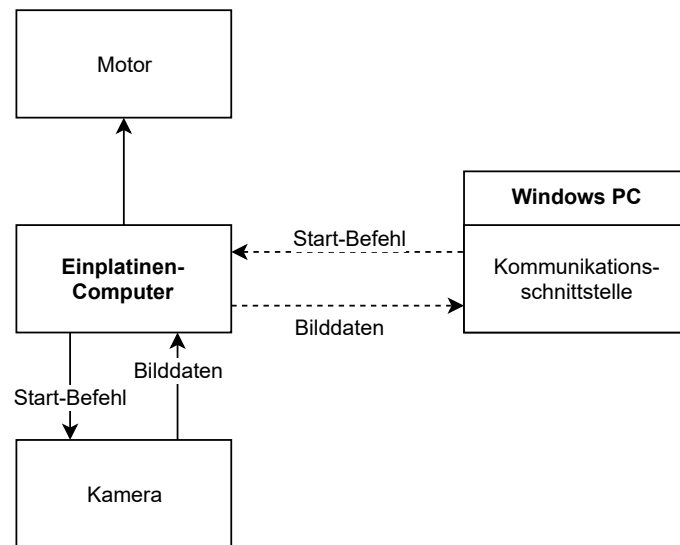 Motor
Windows PC
Start-Befehl
Kommunikations-
schnittstelle
Einplatinen-
Computer
Bilddaten
Bilddaten
Start-Befehl
Kamera